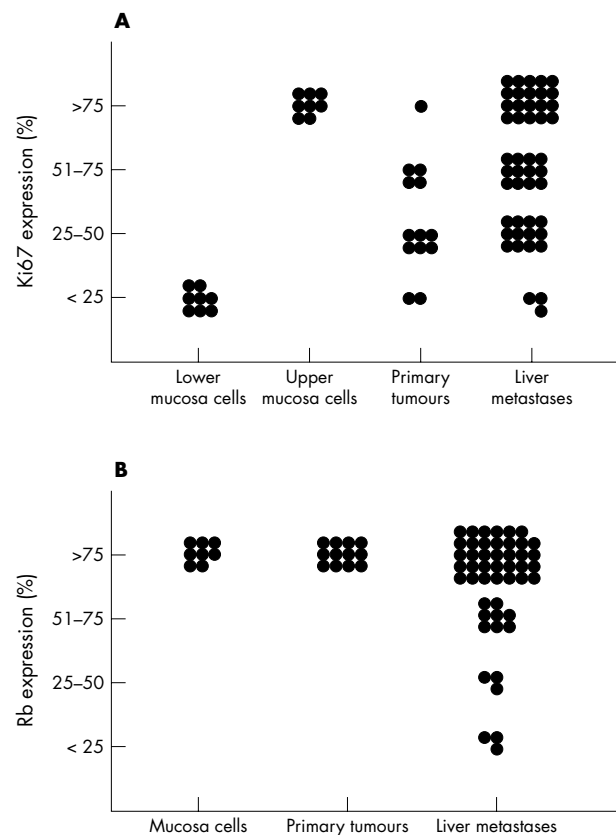 A
Ki67 expression (%)
>75
51–75
25–50
< 25
Lower
mucosa cells
Upper
mucosa cells
Primary
tumours
Liver
metastases
B
Rb expression (%)
>75
51–75
25–50
< 25
Mucosa cells
Primary tumours
Liver metastases